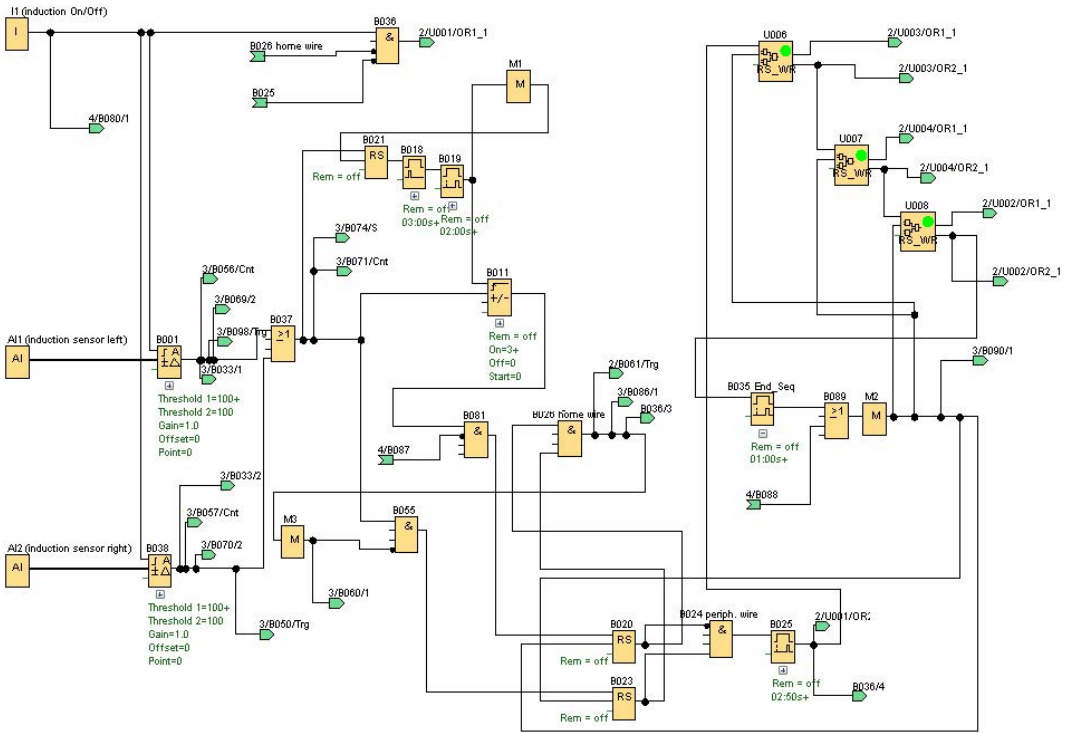 I1 (induction On/Off)
I
B036
&
2/U001/OR1_1
B026 home wire
B025
4/B080/1
M1
M
B021
RS
Rem = off
B018
Rem = off
03:00s+
B019
Rem = off
02:00s+
U006
RS_WR
2/U003/OR1_1
2/U003/OR2_1
U007
RS_WR
2/U004/OR1_1
2/U004/OR2_1
U008
RS_WR
2/U002/OR1_1
2/U002/OR2_1
3/B074/S
3/B071/Cnt
3/B056/Cnt
3/B069/2
3/B098/Trg
3/B033/1
B011
+/-
Rem = off
On=3+
Off=0
Start=0
AI1 (induction sensor left)
AI
B001
A
Threshold 1=100+
Threshold 2=100
Gain=1.0
Offset=0
Point=0
B037
≥1
2/B061/Trg
3/B086/1
B036/3
3/B090/1
B035 End_Seq
Rem = off
01:00s+
B089
≥1
M2
M
4/B088
B081
&
4/B087
B026 home wire
&
3/B033/2
3/B057/Cnt
3/B070/2
M3
M
B055
&
AI2 (induction sensor right)
AI
B038
A
Threshold 1=100+
Threshold 2=100
Gain=1.0
Offset=0
Point=0
3/B060/1
3/B050/Trg
B020
RS
Rem = off
B023
RS
Rem = off
B024 periph. wire
&
B025
Rem = off
02:50s+
2/U001/OR2
B036/4